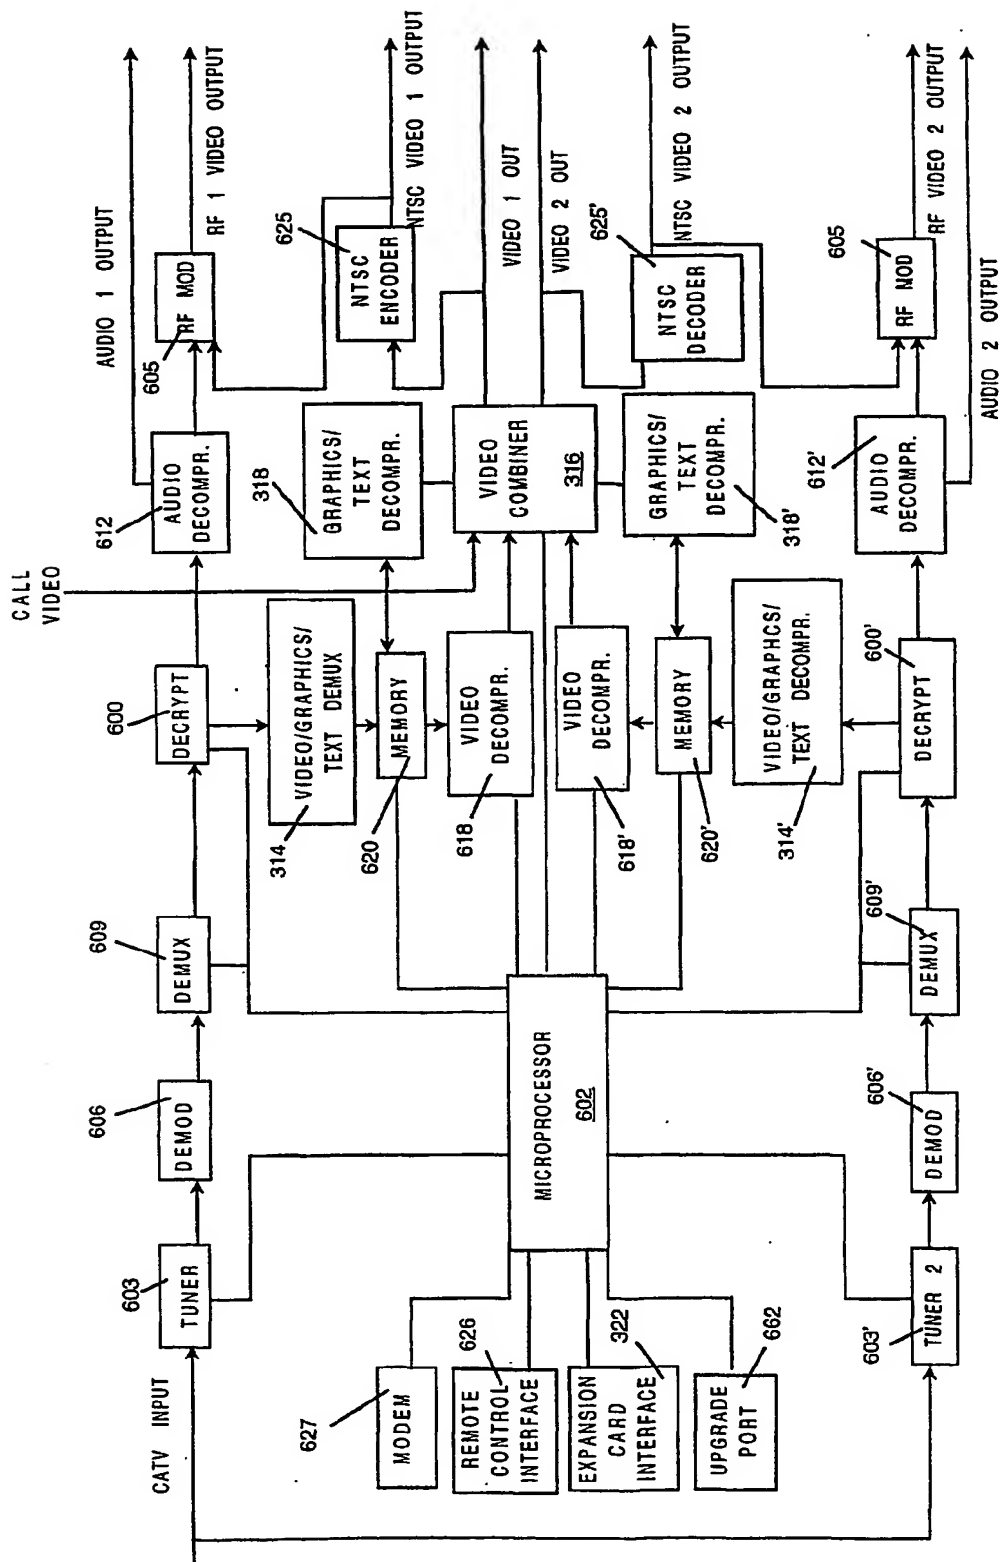 CATV INPUT
603
TUNER
606
DEMOD
609
DEMUX
600
DECRYPT
612
AUDIO
DECOMPR.
605
RF MOD
AUDIO 1 OUTPUT
RF 1 VIDEO OUTPUT
CALL
VIDEO
314
VIDEO/GRAPHICS/
TEXT DEMUX
318
GRAPHICS/
TEXT
DECOMPR.
625
NTSC
ENCODER
NTSC VIDEO 1 OUTPUT
620
MEMORY
618
VIDEO
DECOMPR.
VIDEO
COMBINER
316
VIDEO 1 OUT
VIDEO 2 OUT
627
MODEM
626
REMOTE
CONTROL
INTERFACE
322
EXPANSION
CARD
INTERFACE
662
UPGRADE
PORT
MICROPROCESSOR
602
618'
VIDEO
DECOMPR.
620'
MEMORY
318'
GRAPHICS/
TEXT
DECOMPR.
625'
NTSC
DECODER
NTSC VIDEO 2 OUTPUT
314'
VIDEO/GRAPHCS/
TEXT DECOMPR.
603'
TUNER 2
606'
DEMOD
609'
DEMUX
600'
DECRYPT
612'
AUDIO
DECOMPR.
605
RF MOD
RF VIDEO 2 OUTPUT
AUDIO 2 OUTPUT